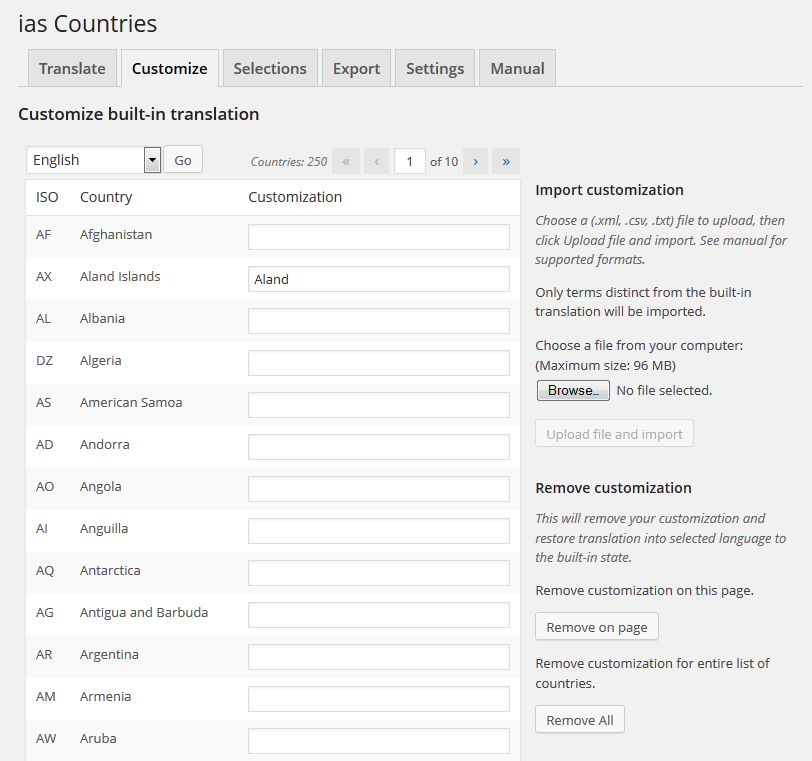 ias Countries
Translate Customize Selections Export Settings Manual
Customize built-in translation
English Go Countries: 250 « ‹ 1 of 10 › »
ISO Country Customization
AF Afghanistan
AX Aland Islands Aland
AL Albania
DZ Algeria
AS American Samoa
AD Andorra
AO Angola
AI Anguilla
AQ Antarctica
AG Antigua and Barbuda
AR Argentina
AM Armenia
AW Aruba
Import customization
Choose a (.xml, .csv, .txt) file to upload, then
click Upload file and import. See manual for
supported formats.
Only terms distinct from the built-in
translation will be imported.
Choose a file from your computer:
(Maximum size: 96 MB)
Browse.. No file selected.
Upload file and import
Remove customization
This will remove your customization and
restore translation into selected language to
the built-in state.
Remove customization on this page.
Remove on page
Remove customization for entire list of
countries.
Remove All